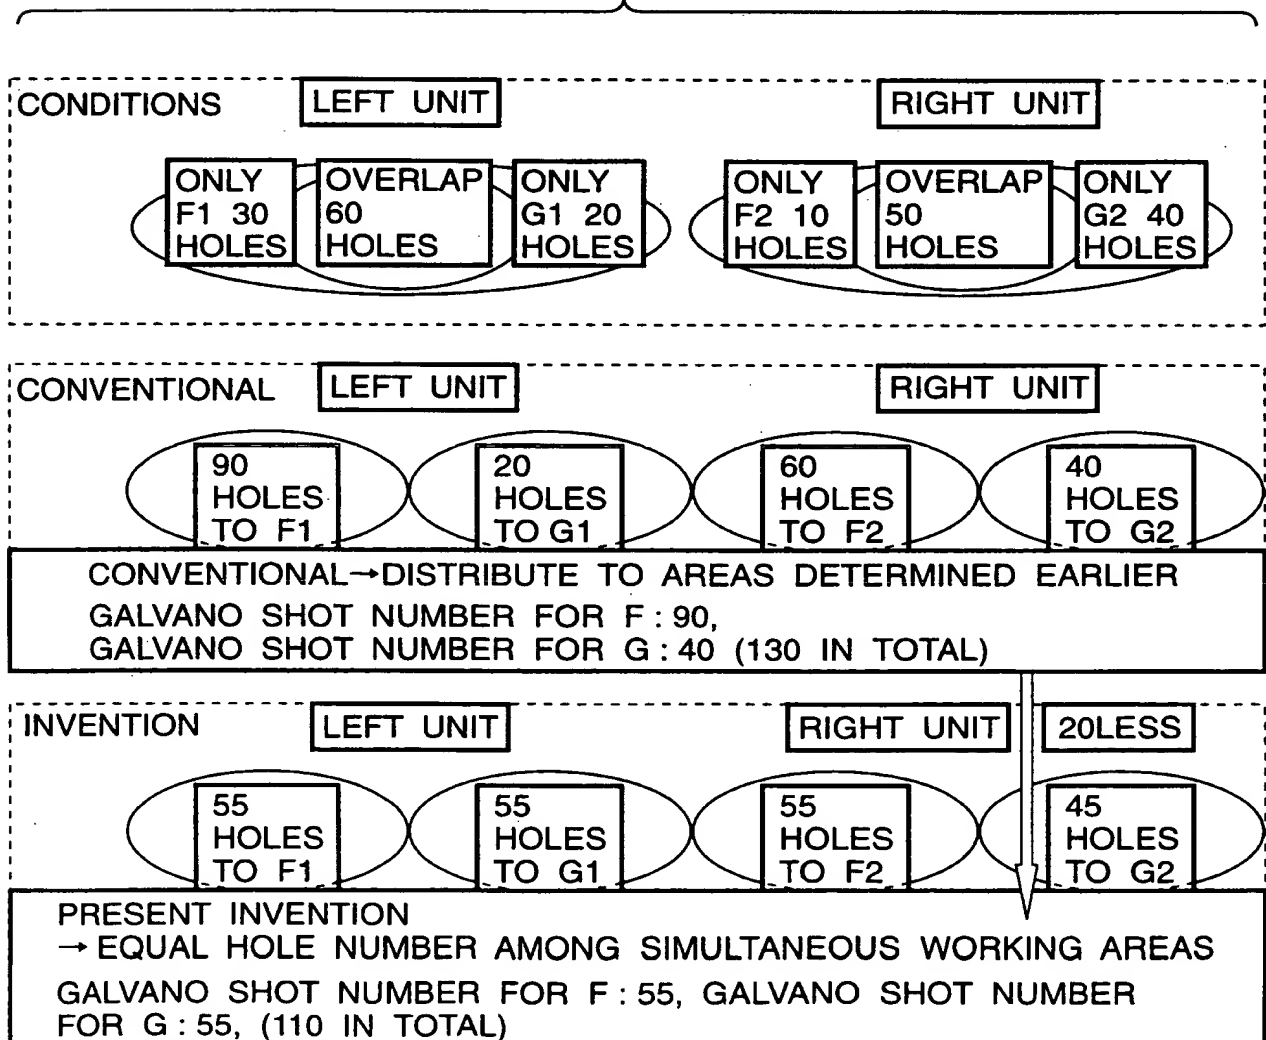 CONDITIONS
LEFT UNIT
RIGHT UNIT
ONLY
F1 30
HOLES
OVERLAP
60
HOLES
ONLY
G1 20
HOLES
ONLY
F2 10
HOLES
OVERLAP
50
HOLES
ONLY
G2 40
HOLES
CONVENTIONAL
LEFT UNIT
RIGHT UNIT
90
HOLES
TO F1
20
HOLES
TO G1
60
HOLES
TO F2
40
HOLES
TO G2
CONVENTIONAL→DISTRIBUTE TO AREAS DETERMINED EARLIER
GALVANO SHOT NUMBER FOR F : 90,
GALVANO SHOT NUMBER FOR G : 40 (130 IN TOTAL)
INVENTION
LEFT UNIT
RIGHT UNIT
20LESS
55
HOLES
TO F1
55
HOLES
TO G1
55
HOLES
TO F2
45
HOLES
TO G2
PRESENT INVENTION
→ EQUAL HOLE NUMBER AMONG SIMULTANEOUS WORKING AREAS
GALVANO SHOT NUMBER FOR F : 55, GALVANO SHOT NUMBER
FOR G : 55, (110 IN TOTAL)